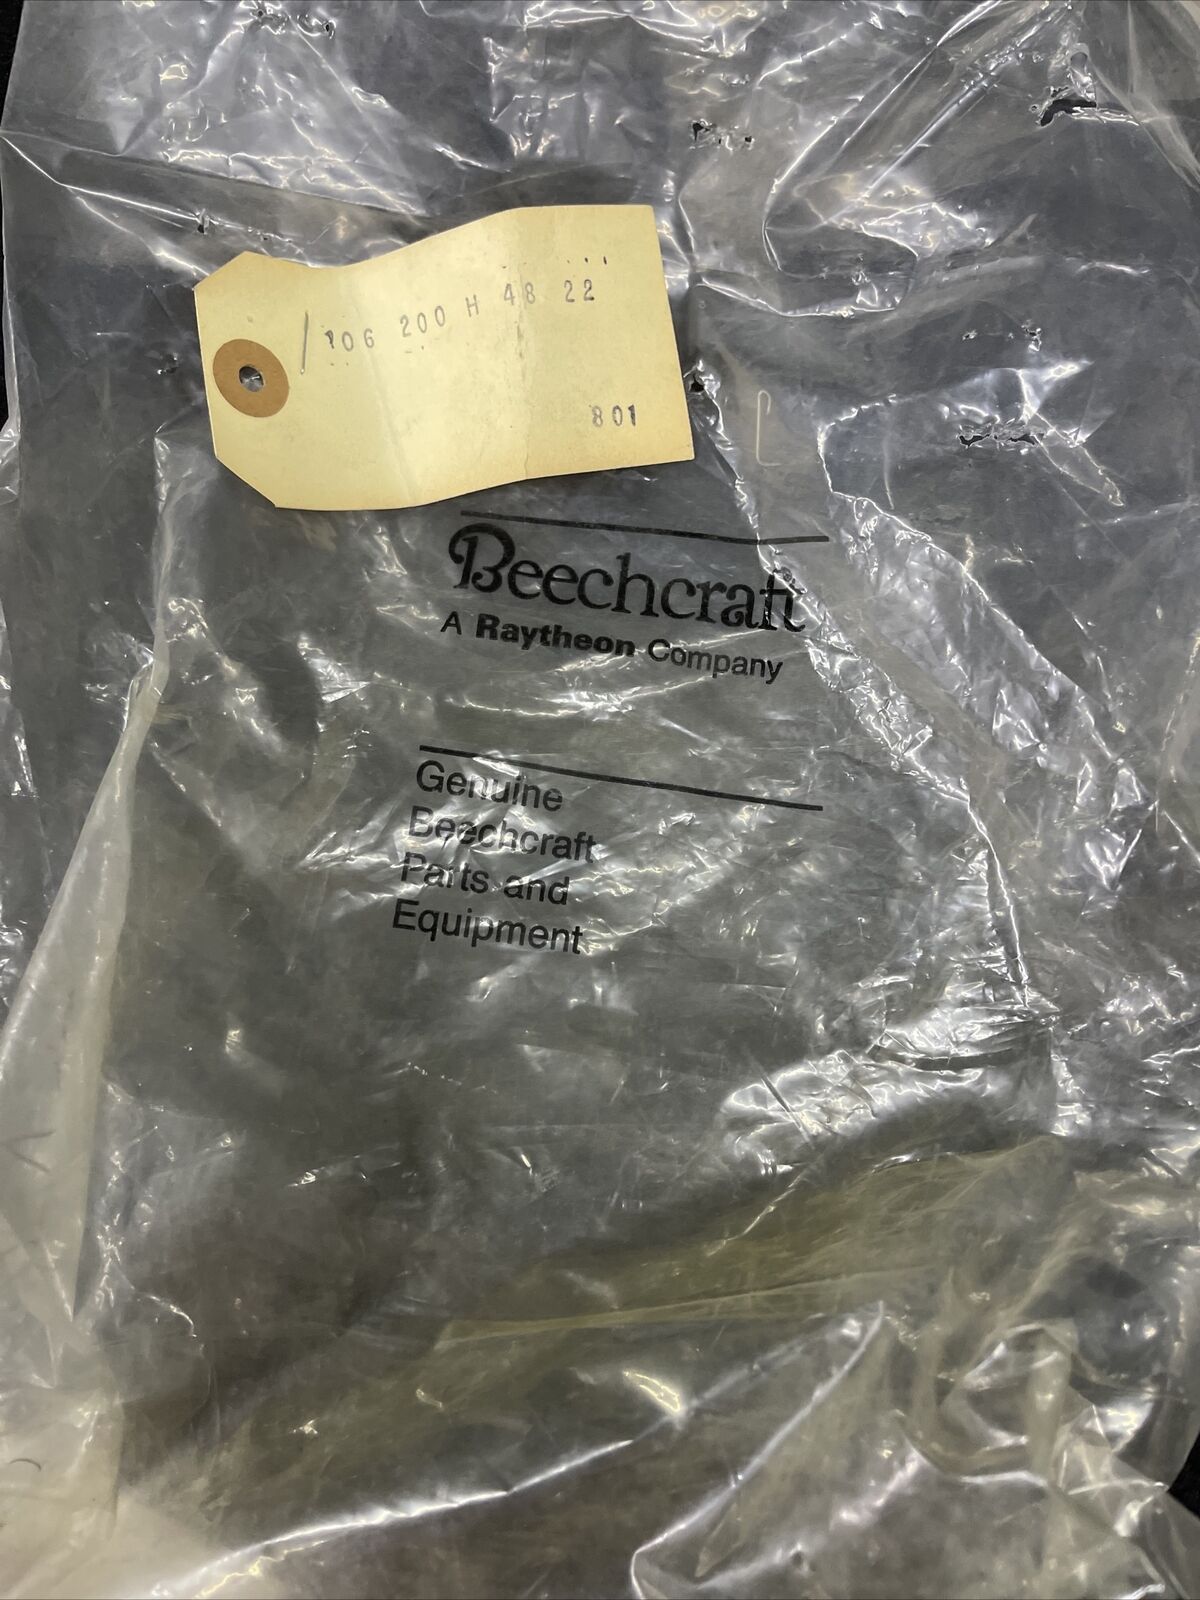 / 106 200 H 48 22
801
Beechcraft
A Raytheon Company
Genuine
Beechcraft
Parts and
Equipment